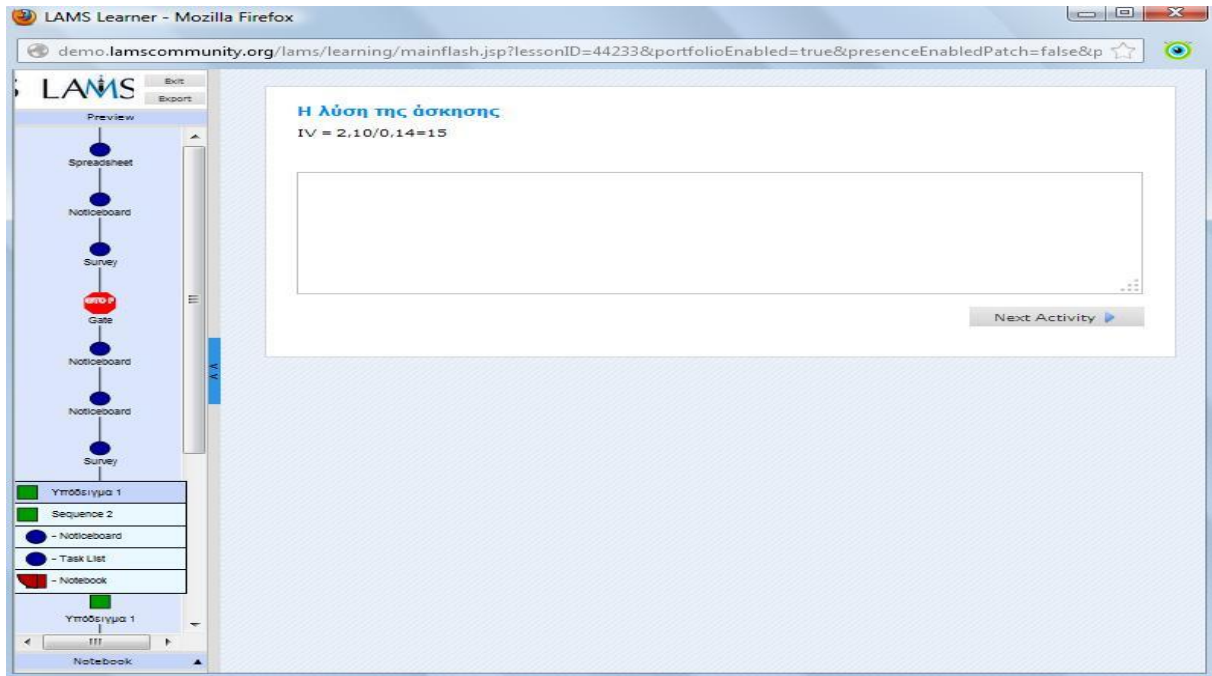 LAMS Learner - Mozilla Firefox
demo.lamscommunity.org/lams/learning/mainflash.jsp?lessonID=44233&portfolioEnabled=true&presenceEnabledPatch=false&p
LAMS
Exit
Export
Preview
Spreadsheet
Noticeboard
Survey
STOP
Gate
Noticeboard
Noticeboard
Survey
Υπόδειγμα 1
Sequence 2
- Noticeboard
- Task List
- Notebook
Υπόδειγμα 1
Notebook
Η λύση της άσκησης
IV = 2,10/0,14=15
Next Activity